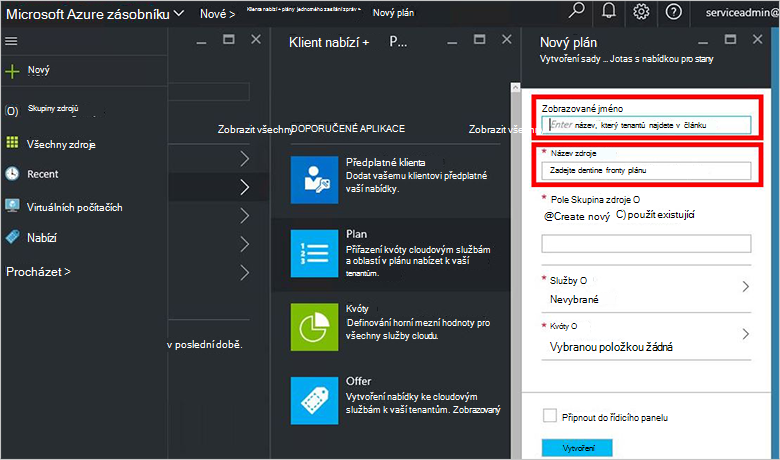 Microsoft Azure zásobníku
Nové >
Klienta nabízí + plány jednomého zasílání zpráv +
Nový plán
serviceadmin@
Nový
Skupiny zdrojů
Všechny zdroje
Recent
Virtuálních počítačích
Nabízí
Procházet >
Zobrazit všechny
v poslední době.
Klient nabízí + P...
DOPORUČENÉ APLIKACE
Zobrazit všechny
Předplatné klienta
Dodat vašemu klientovi předplatné
vaší nabídky.
Plan
Přiřazení kvóty cloudovým službám
a oblastí v plánu nabízet k vaší
tenantům.
Kvóty
Definování horní mezní hodnoty pro
všechny služby cloudu.
Offer
Vytvoření nabídky ke cloudovým
službám k vaší tenantům. Zobrazovaný
Nový plán
Vytvoření sady ... Jotas s nabídkou pro stany
Zobrazované jméno
Enter název, který tenantů najdete v článku
* Název zdroje
Zadejte dentine fronty plánu
* Pole Skupina zdroje O
@Create nový C) použít existující
* Služby O
Nevybrané
* Kvóty O
Vybranou položkou žádná
Připnout do řídicího panelu
Vytvoření